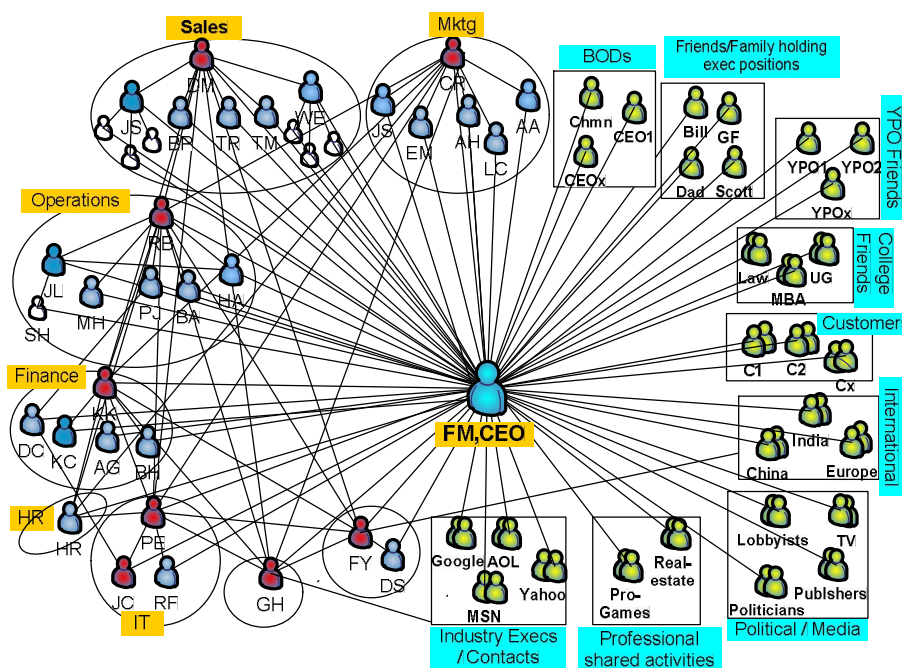 Sales
Mktg
BODs
Friends/Family holding
exec positions
DM
CR
JS
BP
TR
TM
WE
JS
EM
AH
LC
AA
Chmn
CEO1
CEOx
Bill
GF
Dad
Scott
YPO1
YPO2
YPOx
YPO Friends
Operations
RB
JL
SH
MH
PJ
BA
HA
Law
UG
MBA
College
Friends
Customers
C1
C2
Cx
Finance
KK
DC
KC
AG
BH
FM,CEO
India
China
Europe
International
HR
HR
PE
JC
RF
IT
GH
FY
DS
Google
AOL
MSN
Yahoo
Industry Execs
/ Contacts
Real-
estate
Pro-
Games
Professional
shared activities
Lobbyists
TV
Politicians
Publshers
Political / Media